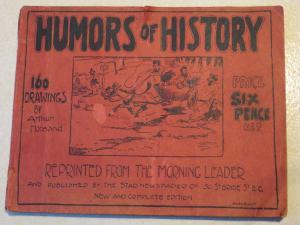 HUMORS OF HISTORY
160
DRAWINGS
BY
Arthur
Moreland
PRICE
SIX
PENCE
NET
REPRINTED FROM THE MORNING LEADER
AND PUBLISHED BY THE STAR NEWSPAPER CO
NEW AND COMPLETE EDITION